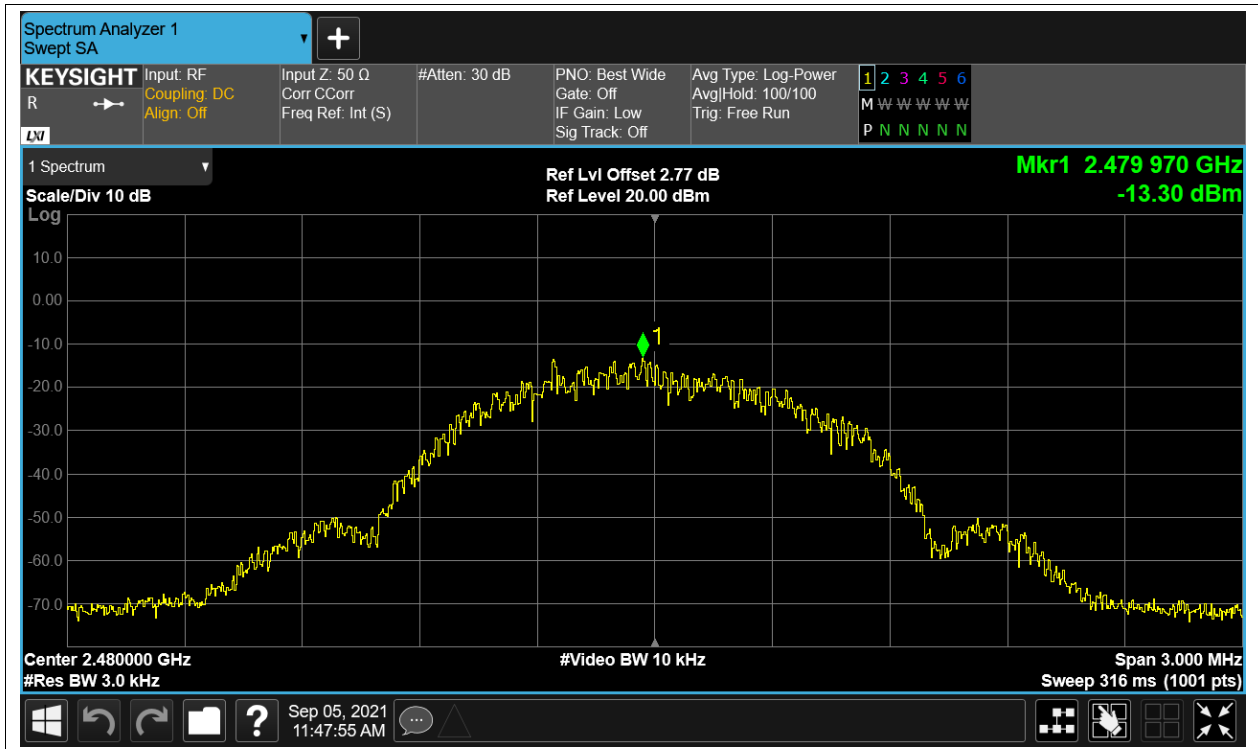 Spectrum Analyzer 1
Swept SA
+
KEYSIGHT
R
LXI
Input: RF
Coupling: DC
Align: Off
Input Z: 50 Ω
Corr CCorr
Freq Ref: Int (S)
#Atten: 30 dB
PNO: Best Wide
Gate: Off
IF Gain: Low
Sig Track: Off
Avg Type: Log-Power
Avg|Hold: 100/100
Trig: Free Run
1 2 3 4 5 6
M W W W W W
P N N N N N
1 Spectrum
Scale/Div 10 dB
Log
Ref Lvl Offset 2.77 dB
Ref Level 20.00 dBm
Mkr1 2.479 970 GHz
-13.30 dBm
10.0
0.00
1
-10.0
-20.0
-30.0
-40.0
-50.0
-60.0
-70.0
Center 2.480000 GHz
#Res BW 3.0 kHz
#Video BW 10 kHz
Span 3.000 MHz
Sweep 316 ms (1001 pts)
?
Sep 05, 2021
11:47:55 AM